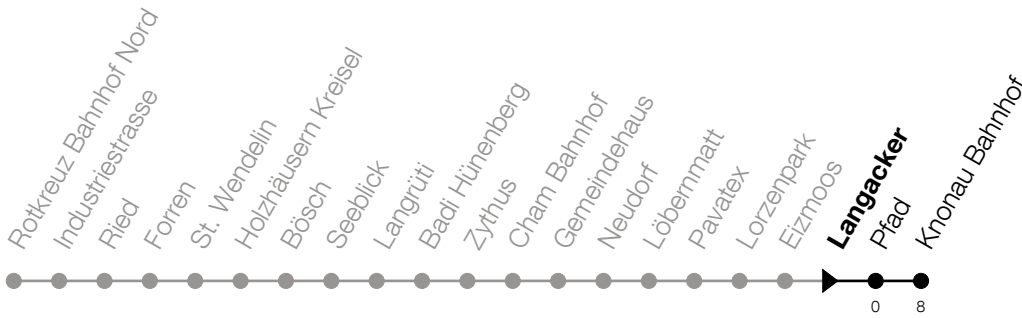 Rotkreuz Bahnhof Nord
Industriestrasse
Ried
Forren
St. Wendelin
Holzhäusern Kreisel
Bösch
Seeblick
Langrüti
Badi Hünenberg
Zythus
Cham Bahnhof
Gemeindehaus
Neudorf
Löbernmatt
Pavatex
Lorzenpark
Eizmoos
Langacker
Pfad
Knonau Bahnhof
0
8